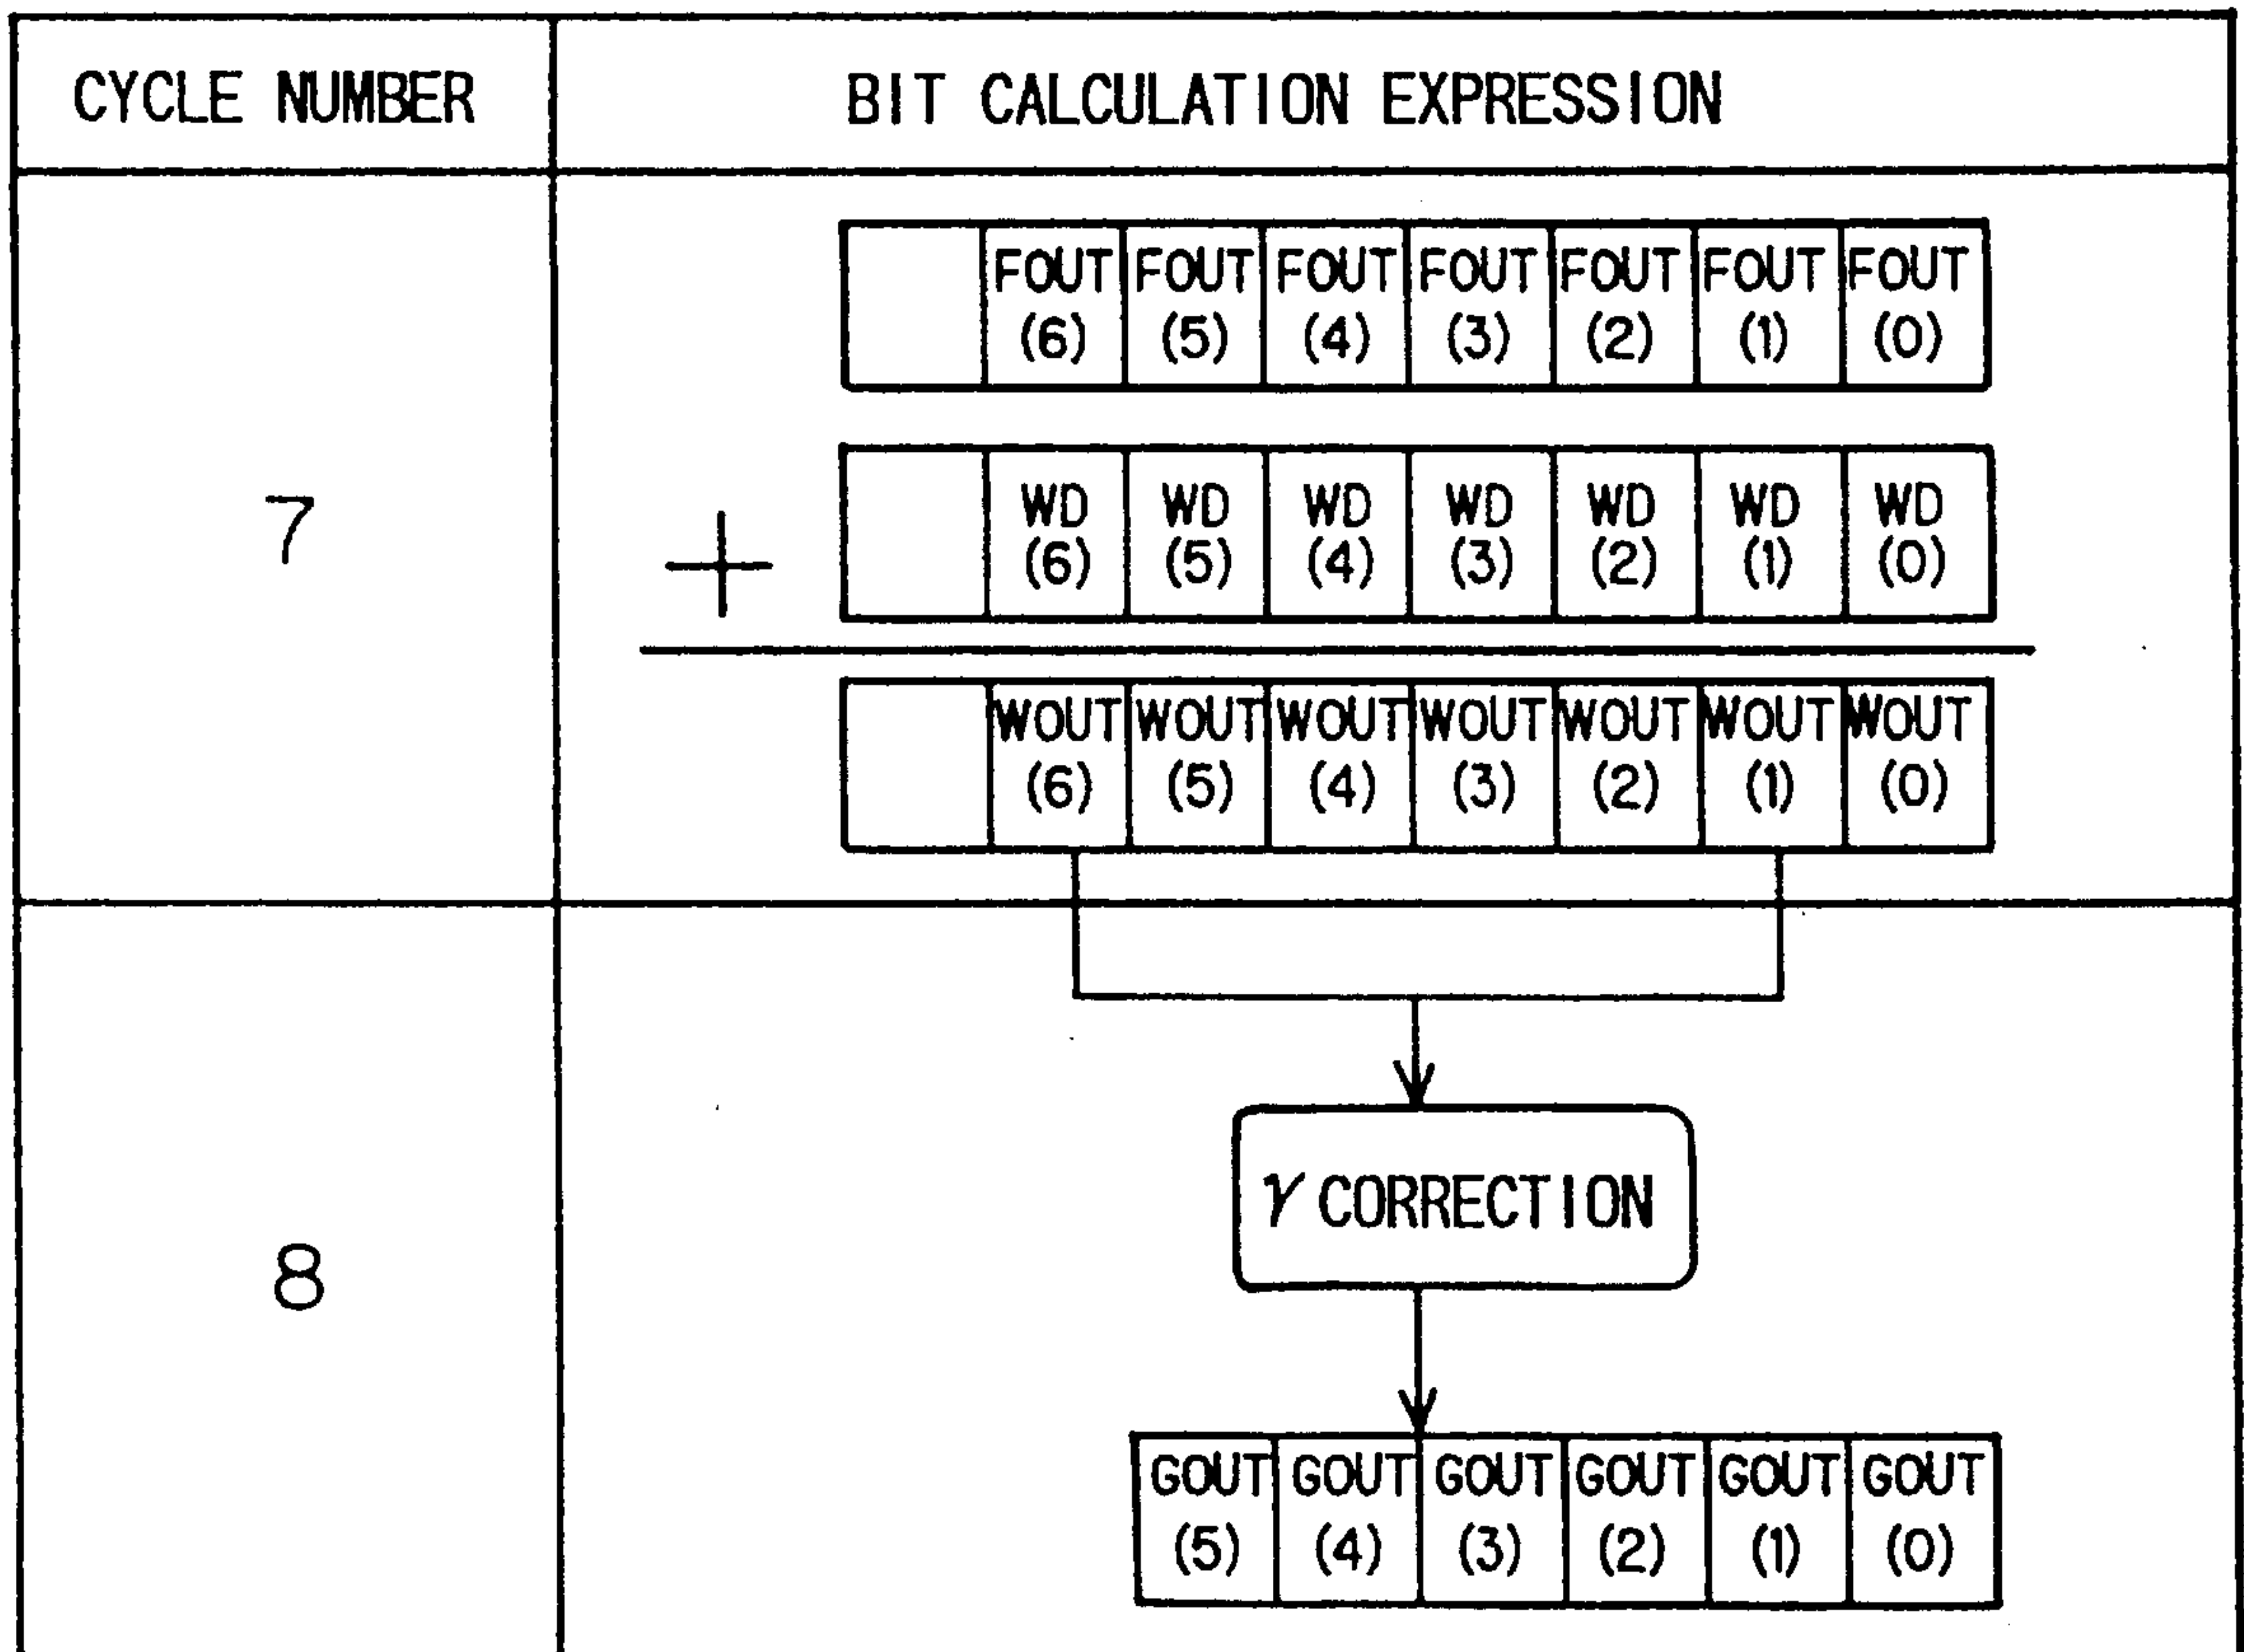 CYCLE NUMBER BIT CALCULATION EXPRESSION
FOUT FOUT FOUT FOUT FOUT FOUT FOUT
(6) (5) (4) (3) (2) (1) (0)
7
+
WD WD WD WD WD WD WD
(6) (5) (4) (3) (2) (1) (0)
WOUT WOUT WOUT WOUT WOUT WOUT WOUT
(6) (5) (4) (3) (2) (1) (0)
8
γ CORRECTION
GOUT GOUT GOUT GOUT GOUT GOUT
(5) (4) (3) (2) (1) (0)